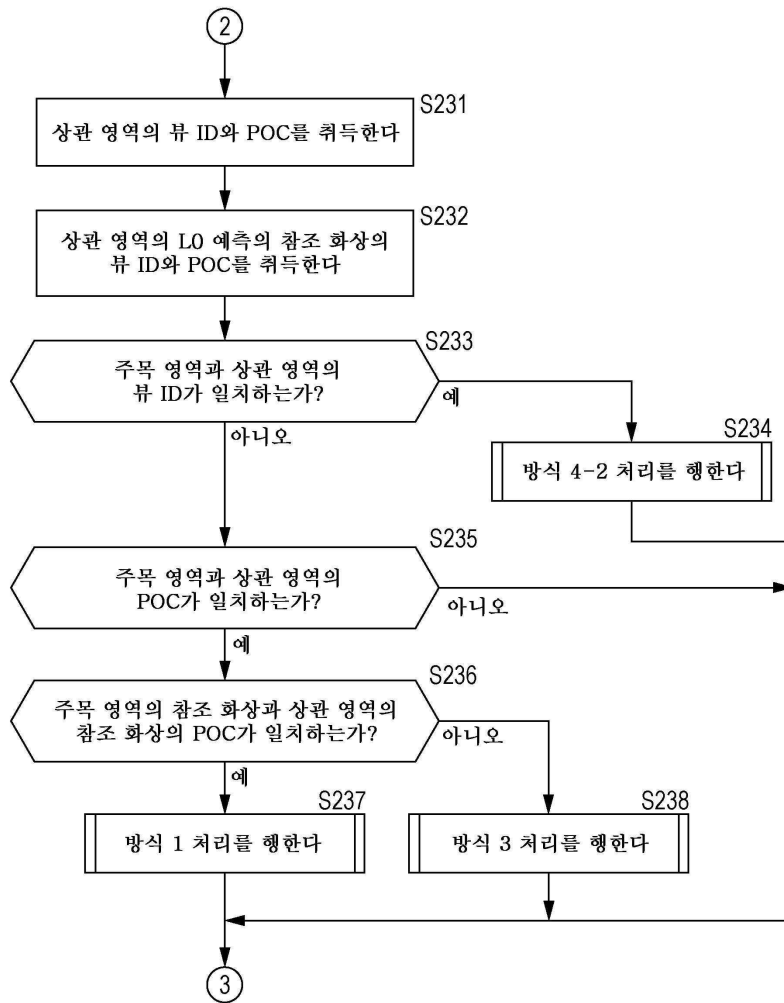 2
S231
상관 영역의 뷰 ID와 POC를 취득한다
S232
상관 영역의 L0 예측의 참조 화상의
뷰 ID와 POC를 취득한다
S233
주목 영역과 상관 영역의
뷰 ID가 일치하는가?
예
아니오
S234
방식 4-2 처리를 행한다
S235
주목 영역과 상관 영역의
POC가 일치하는가?
아니오
예
S236
주목 영역의 참조 화상과 상관 영역의
참조 화상의 POC가 일치하는가?
아니오
예
S237
방식 1 처리를 행한다
S238
방식 3 처리를 행한다
3